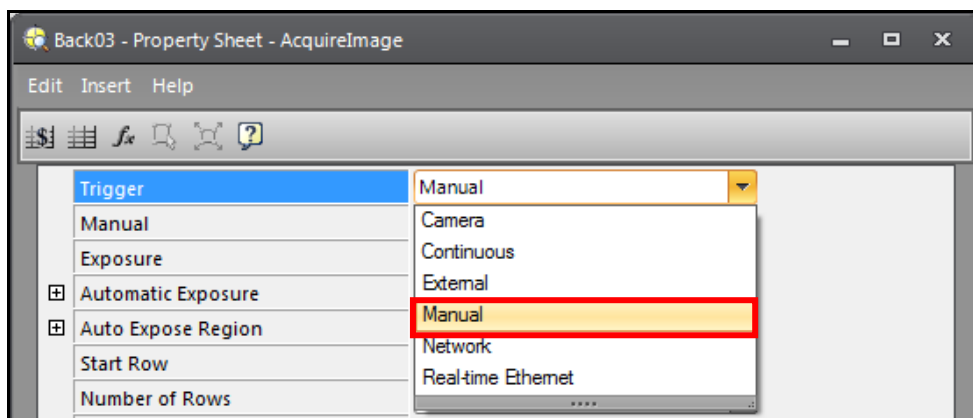 Back03 - Property Sheet - AcquireImage
Edit Insert Help
$ fx ?
Trigger Manual
Manual Camera
Exposure Continuous
Automatic Exposure External
Auto Expose Region Manual
Start Row Network
Number of Rows Real-time Ethernet